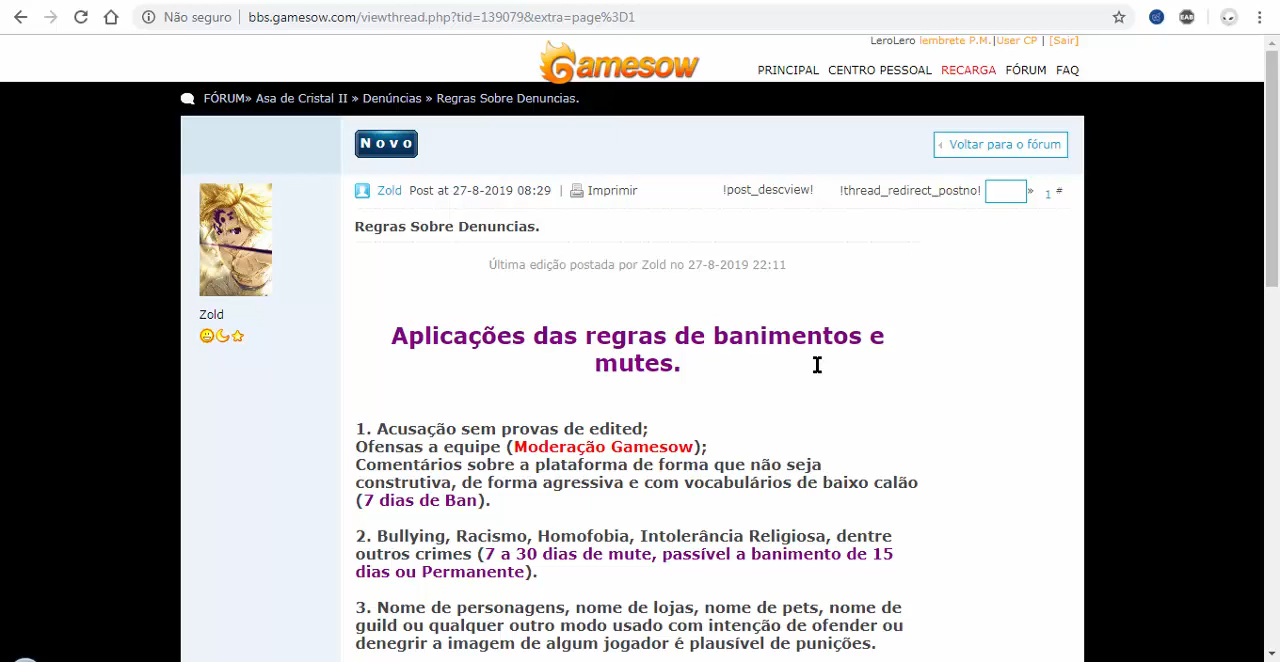 Não seguro | bbs.gamesow.com/viewthread.php?tid=139079&extra=page%3D1
EAB
LeroLero lembrete P.M.|User CP | [Sair]
Gamesow
PRINCIPAL CENTRO PESSOAL RECARGA FÓRUM FAQ
FÓRUM» Asa de Cristal II » Denúncias » Regras Sobre Denuncias.
Novo
Voltar para o fórum
Zold Post at 27-8-2019 08:29 | Imprimir !post_descview! !thread_redirect_postno! » 1 #
Regras Sobre Denuncias.
Última edição postada por Zold no 27-8-2019 22:11
Zold
Aplicações das regras de banimentos e
mutes.
1. Acusação sem provas de edited;
Ofensas a equipe (Moderação Gamesow);
Comentários sobre a plataforma de forma que não seja
construtiva, de forma agressiva e com vocabulários de baixo calão
(7 dias de Ban).
2. Bullying, Racismo, Homofobia, Intolerância Religiosa, dentre
outros crimes (7 a 30 dias de mute, passível a banimento de 15
dias ou Permanente).
3. Nome de personagens, nome de lojas, nome de pets, nome de
guild ou qualquer outro modo usado com intenção de ofender ou
denegrir a imagem de algum jogador é plausível de punições.